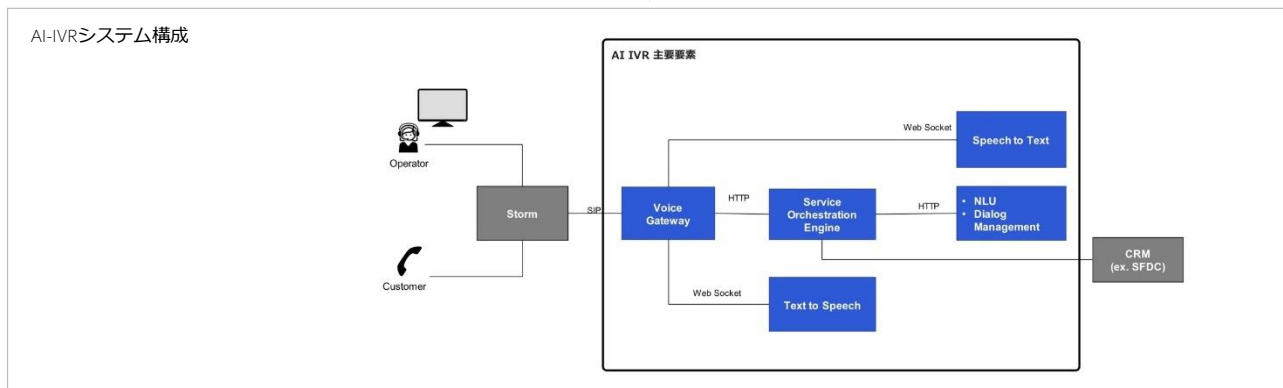 AI-IVRシステム構成
AI IVR 主要要素
Web Socket
Speech to Text
Operator
Storm
SIP
Voice
Gateway
HTTP
Service
Orchestration
Engine
HTTP
• NLU
• Dialog
Management
CRM
(ex. SFDC)
Customer
Web Socket
Text to Speech